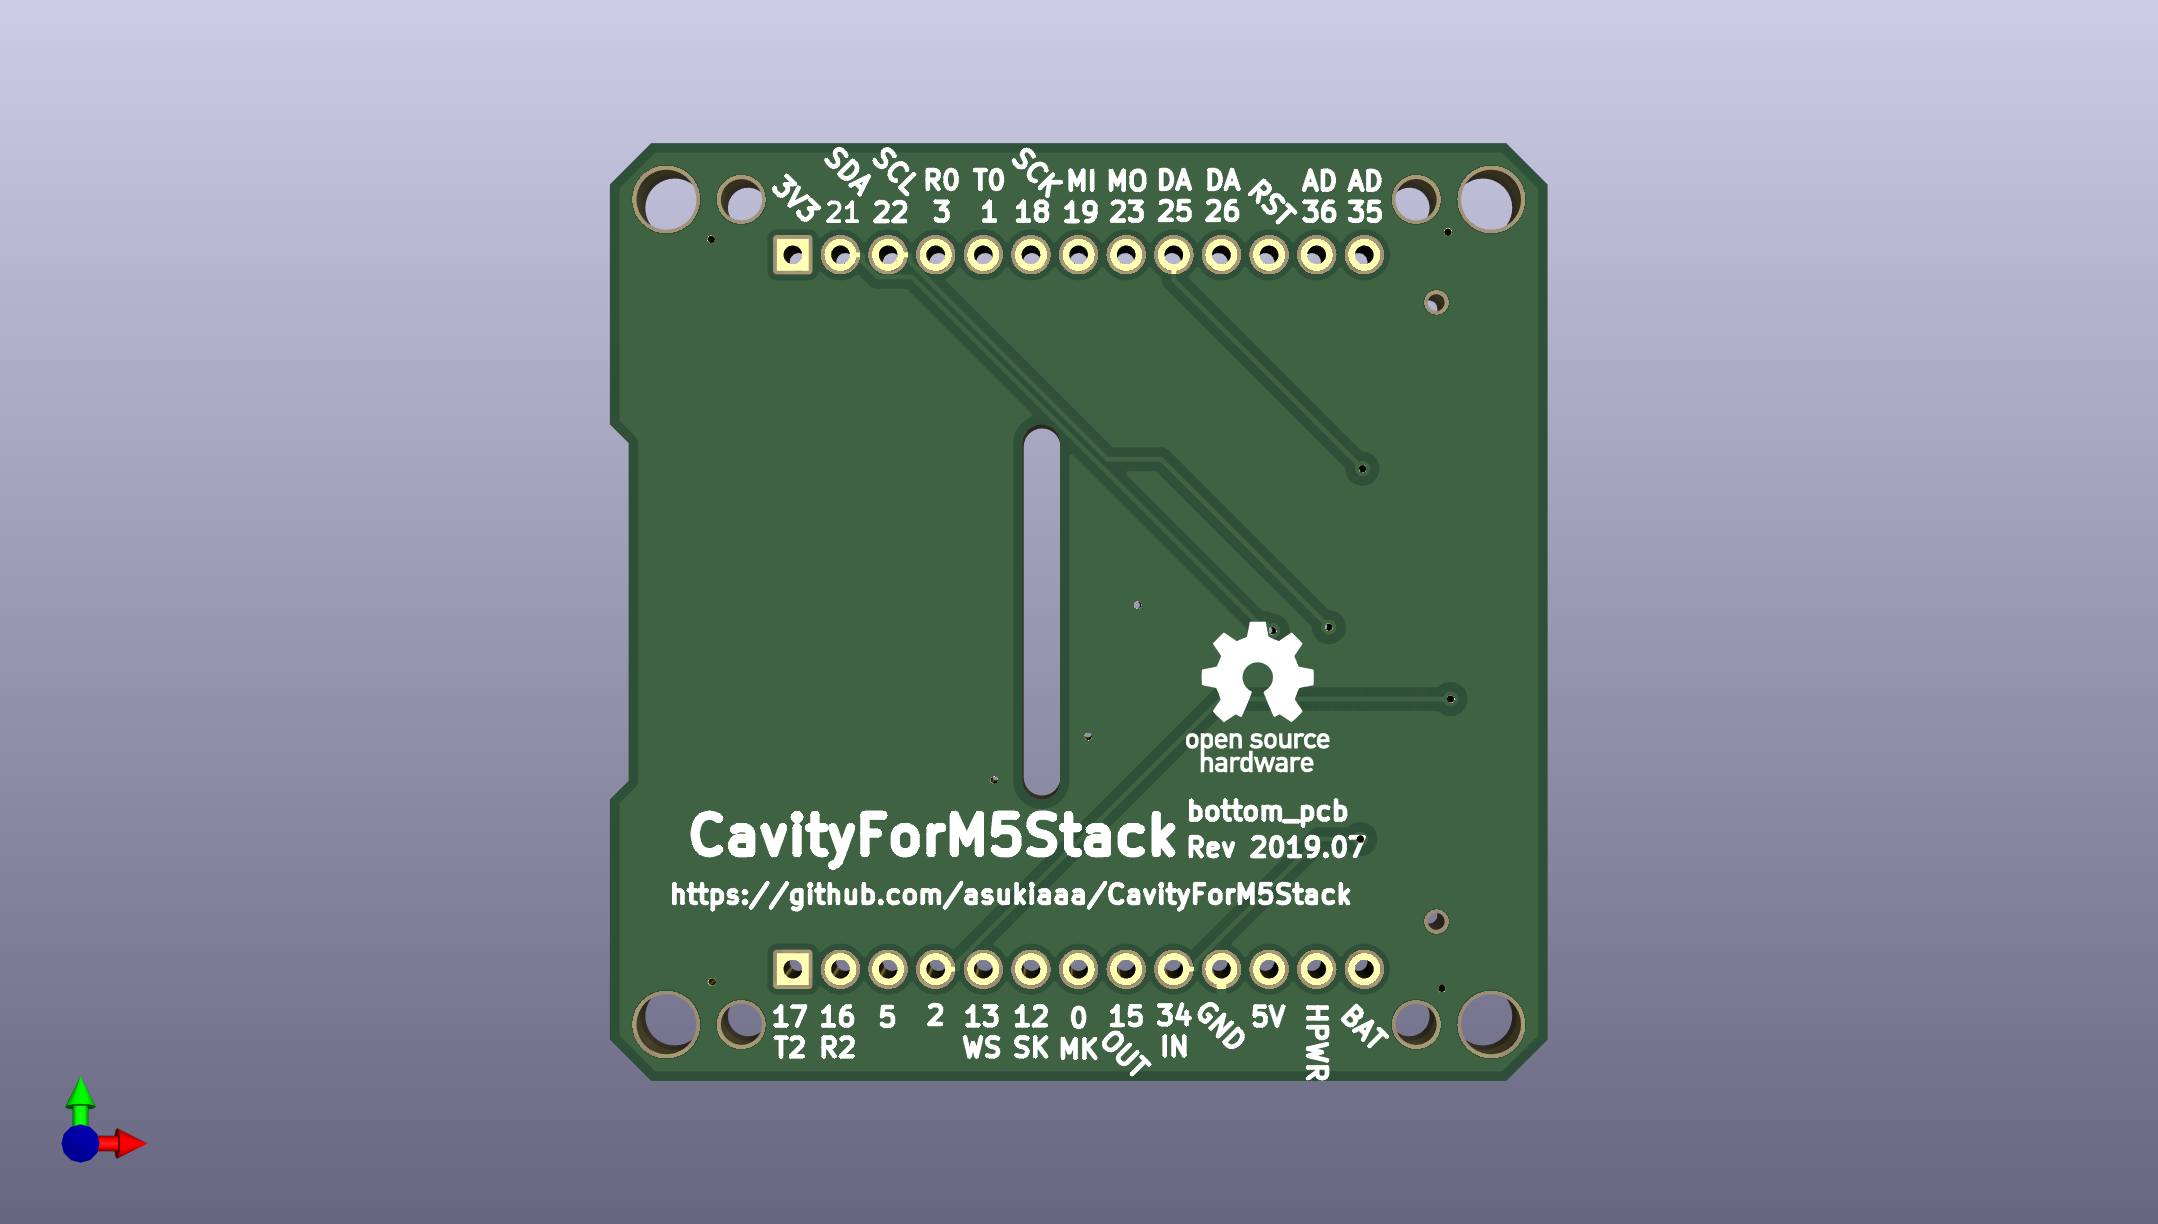 3V3 SDA SCL R0 T0 SCK MI MO DA DA RST AD AD
21 22 3 1 18 19 23 25 26 36 35
open source
hardware
CavityForM5Stack
bottom_pcb
Rev 2019.07
https://github.com/asukiaaa/CavityForM5Stack
17 16 5 2 13 12 0 15 34 GND 5V HPWR BAT
T2 R2 WS SK MK OUT IN